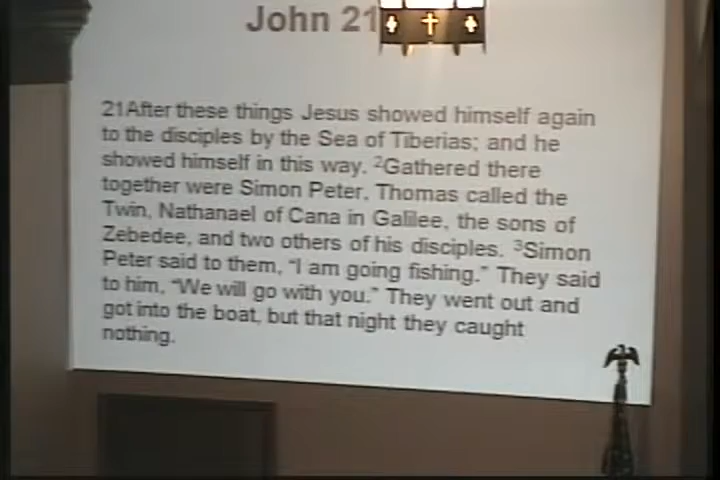 John 21
21After these things Jesus showed himself again
to the disciples by the Sea of Tiberias; and he
showed himself in this way. ²Gathered there
together were Simon Peter, Thomas called the
Twin, Nathanael of Cana in Galilee, the sons of
Zebedee, and two others of his disciples. ³Simon
Peter said to them, “I am going fishing.” They said
to him, “We will go with you.” They went out and
got into the boat, but that night they caught
nothing.